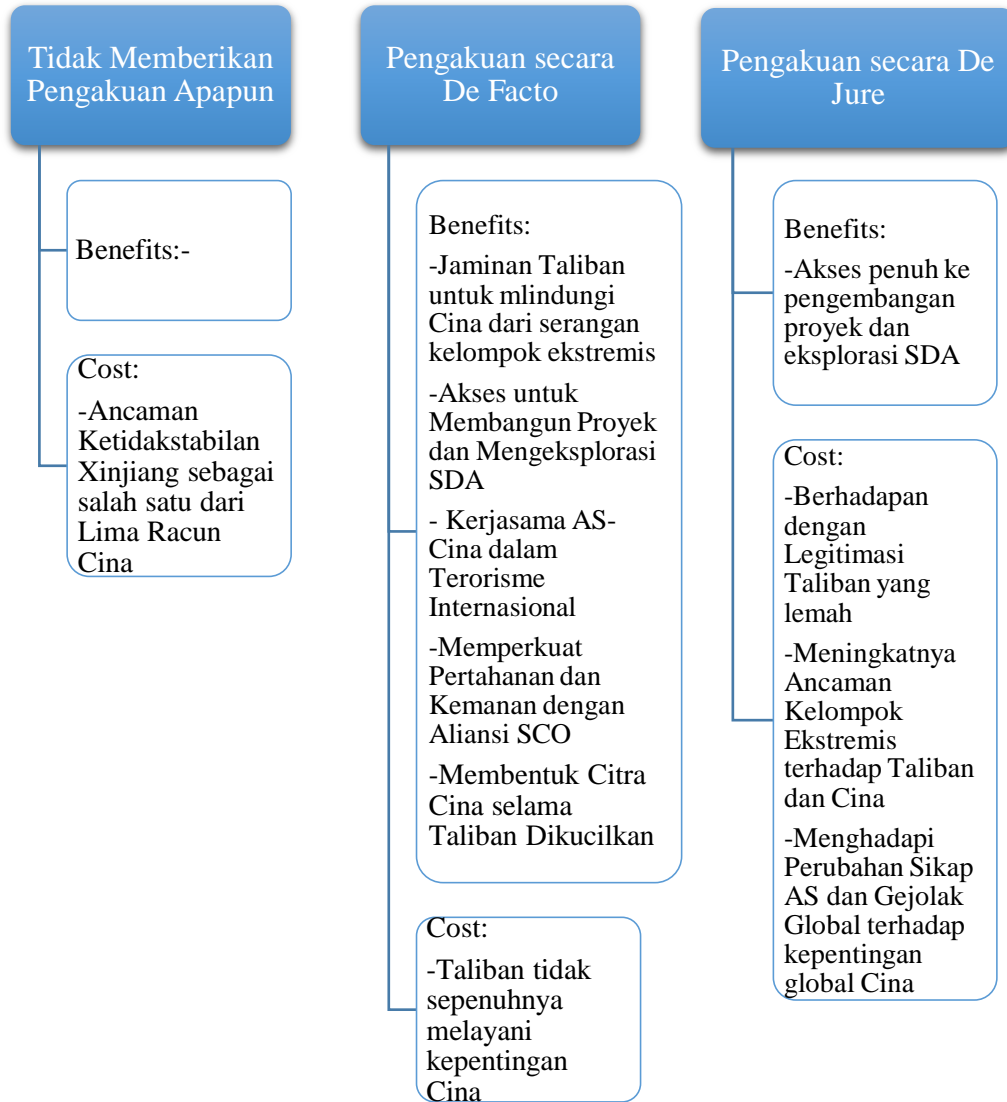 Tidak Memberikan
Pengakuan Apapun
Benefits:-
Cost:
-Ancaman
Ketidakstabilan
Xinjiang sebagai
salah satu dari
Lima Racun
Cina
Pengakuan secara
De Facto
Benefits:
-Jaminan Taliban
untuk mlindungi
Cina dari serangan
kelompok ekstremis
-Akses untuk
Membangun Proyek
dan Mengeksplorasi
SDA
- Kerjasama AS-
Cina dalam
Terorisme
Internasional
-Memperkuat
Pertahanan dan
Kemanan dengan
Aliansi SCO
-Membentuk Citra
Cina selama
Taliban Dikucilkan
Cost:
-Taliban tidak
sepenuhnya
melayani
kepentingan
Cina
Pengakuan secara De
Jure
Benefits:
-Akses penuh ke
pengembangan
proyek dan
eksplorasi SDA
Cost:
-Berhadapan
dengan
Legitimasi
Taliban yang
lemah
-Meningkatnya
Ancaman
Kelompok
Ekstremis
terhadap Taliban
dan Cina
-Menghadapi
Perubahan Sikap
AS dan Gejolak
Global terhadap
kepentingan
global Cina